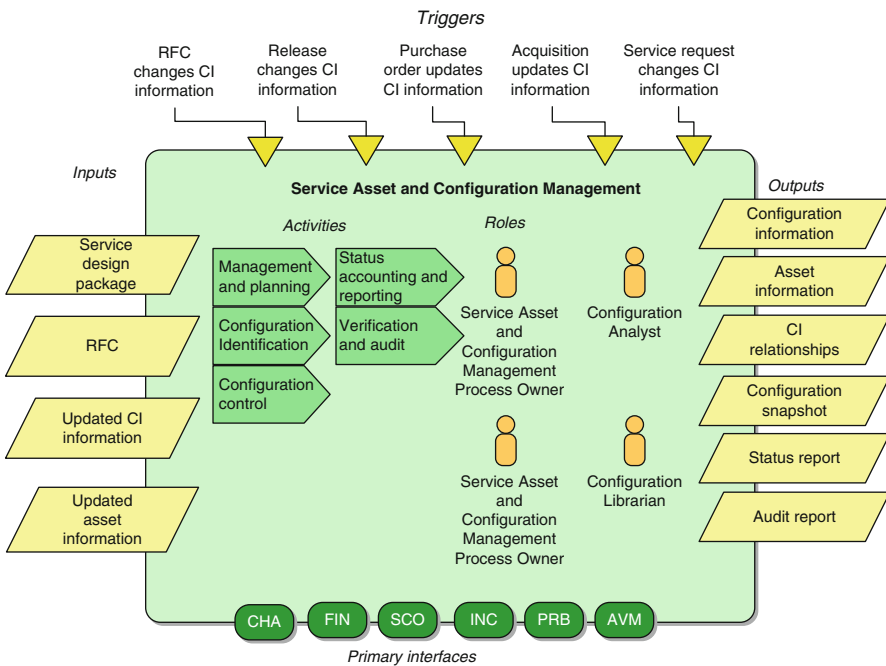 Triggers
RFC
changes CI
information
Release
changes CI
information
Purchase
order updates
CI information
Acquisition
updates CI
information
Service request
changes CI
information
Inputs
Service
design
package
RFC
Updated CI
information
Updated
asset
information
Service Asset and Configuration Management
Activities
Management
and planning
Configuration
Identification
Configuration
control
Status
accounting and
reporting
Verification
and audit
Roles
Service Asset
and
Configuration
Management
Process Owner
Configuration
Analyst
Service Asset
and
Configuration
Management
Process Owner
Configuration
Librarian
Outputs
Configuration
information
Asset
information
CI
relationships
Configuration
snapshot
Status report
Audit report
CHA
FIN
SCO
INC
PRB
AVM
Primary interfaces